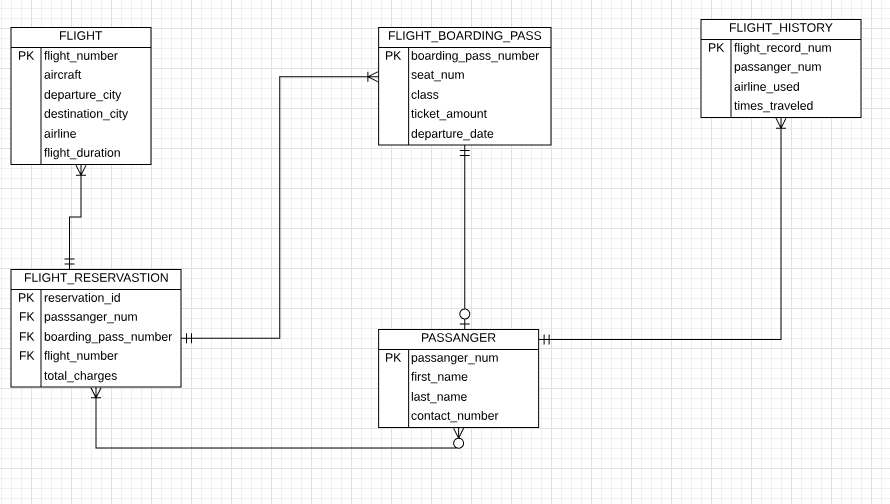 FLIGHT
PK flight_number
aircraft
departure_city
destination_city
airline
flight_duration
FLIGHT_BOARDING_PASS
PK boarding_pass_number
seat_num
class
ticket_amount
departure_date
FLIGHT_HISTORY
PK flight_record_num
passanger_num
airline_used
times_traveled
FLIGHT_RESERVASTION
PK reservation_id
FK passsanger_num
FK boarding_pass_number
FK flight_number
total_charges
PASSANGER
PK passanger_num
first_name
last_name
contact_number